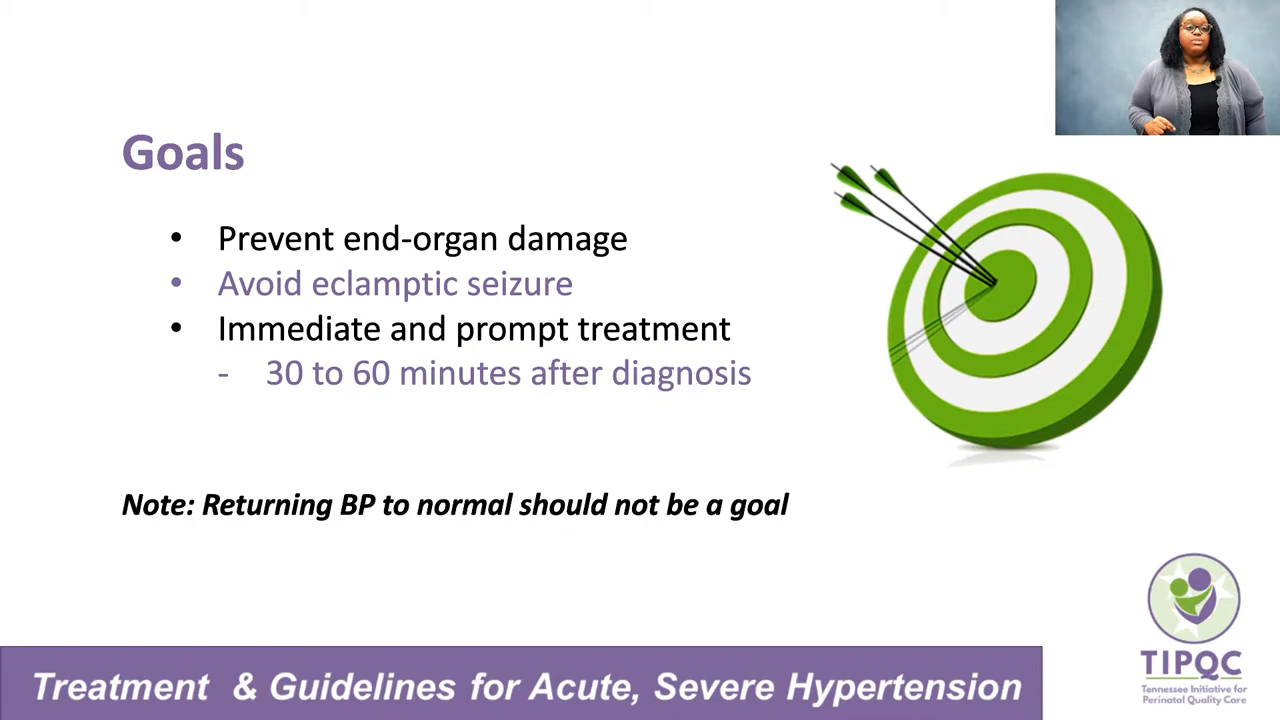 Goals
• Prevent end-organ damage
• Avoid eclamptic seizure
• Immediate and prompt treatment
- 30 to 60 minutes after diagnosis
Note: Returning BP to normal should not be a goal
TIPQC
Tennessee Initiative for
Perinatal Quality Care
Treatment & Guidelines for Acute, Severe Hypertension